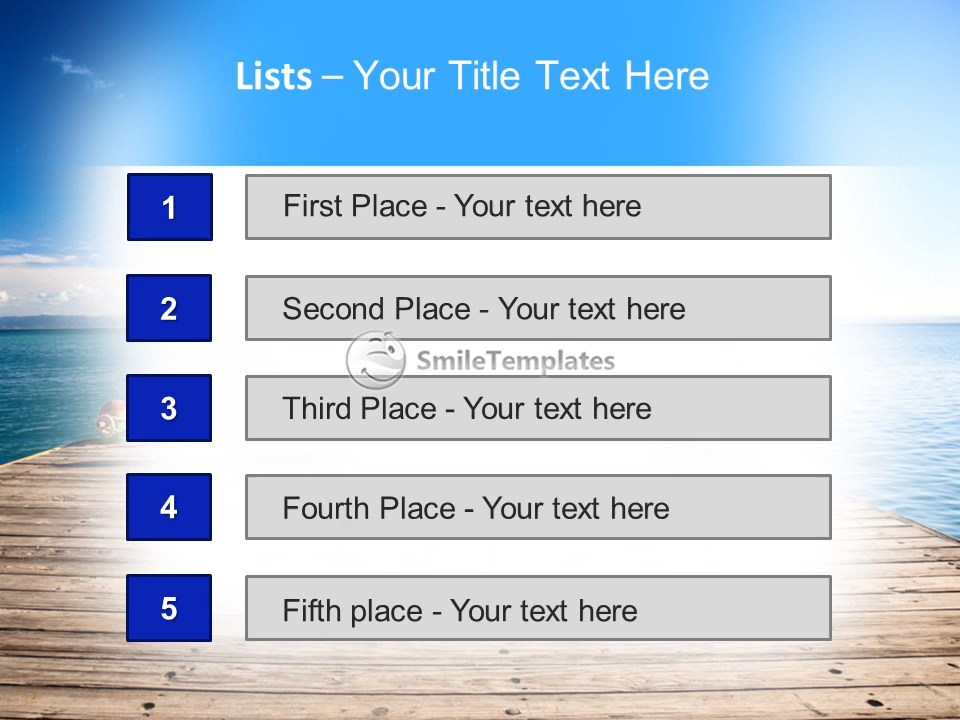 Lists – Your Title Text Here
1 First Place - Your text here
2 Second Place - Your text here
SmileTemplates
3 Third Place - Your text here
4 Fourth Place - Your text here
5 Fifth place - Your text here